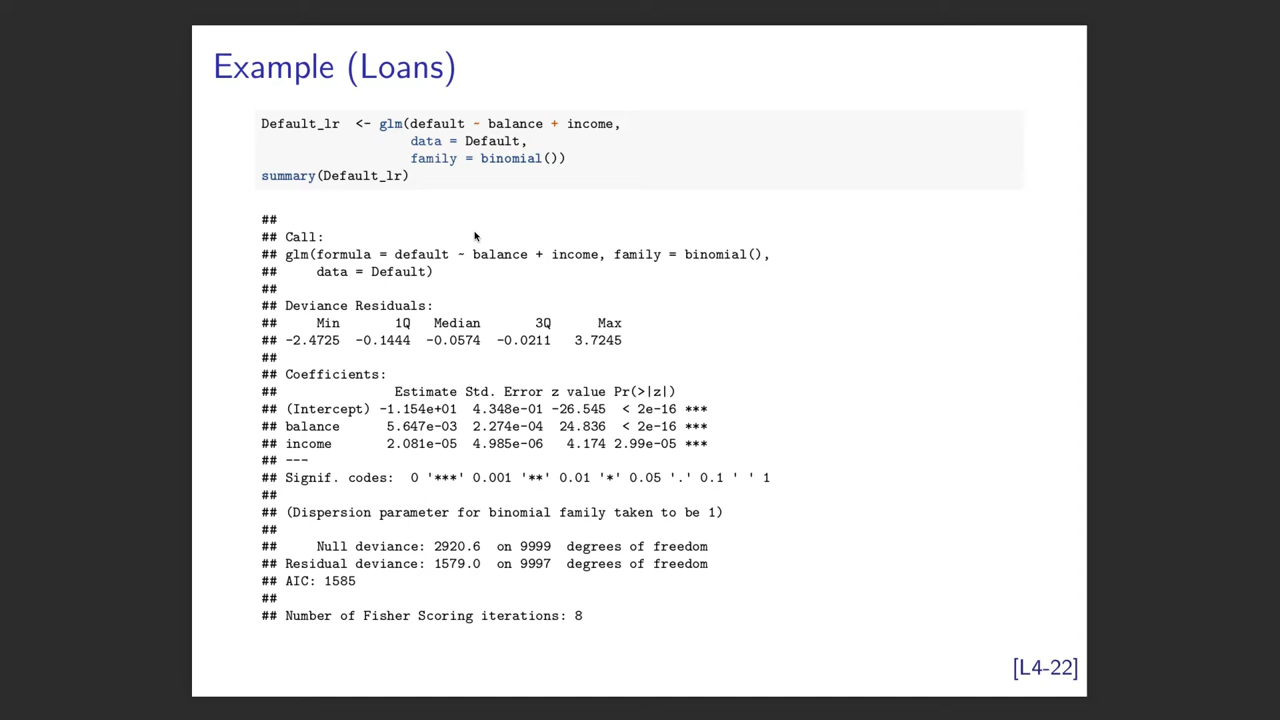 Example (Loans)
Default_lr  <- glm(default ~ balance + income,
                   data = Default,
                   family = binomial())
summary(Default_lr)
##
## Call:
## glm(formula = default ~ balance + income, family = binomial(),
##     data = Default)
##
## Deviance Residuals:
##     Min       1Q   Median       3Q      Max
## -2.4725  -0.1444  -0.0574  -0.0211   3.7245
##
## Coefficients:
##               Estimate Std. Error z value Pr(>|z|)
## (Intercept) -1.154e+01  4.348e-01 -26.545  < 2e-16 ***
## balance      5.647e-03  2.274e-04  24.836  < 2e-16 ***
## income       2.081e-05  4.985e-06   4.174 2.99e-05 ***
## ---
## Signif. codes:  0 '***' 0.001 '**' 0.01 '*' 0.05 '.' 0.1 ' ' 1
##
## (Dispersion parameter for binomial family taken to be 1)
##
##     Null deviance: 2920.6  on 9999  degrees of freedom
## Residual deviance: 1579.0  on 9997  degrees of freedom
## AIC: 1585
##
## Number of Fisher Scoring iterations: 8
[L4-22]